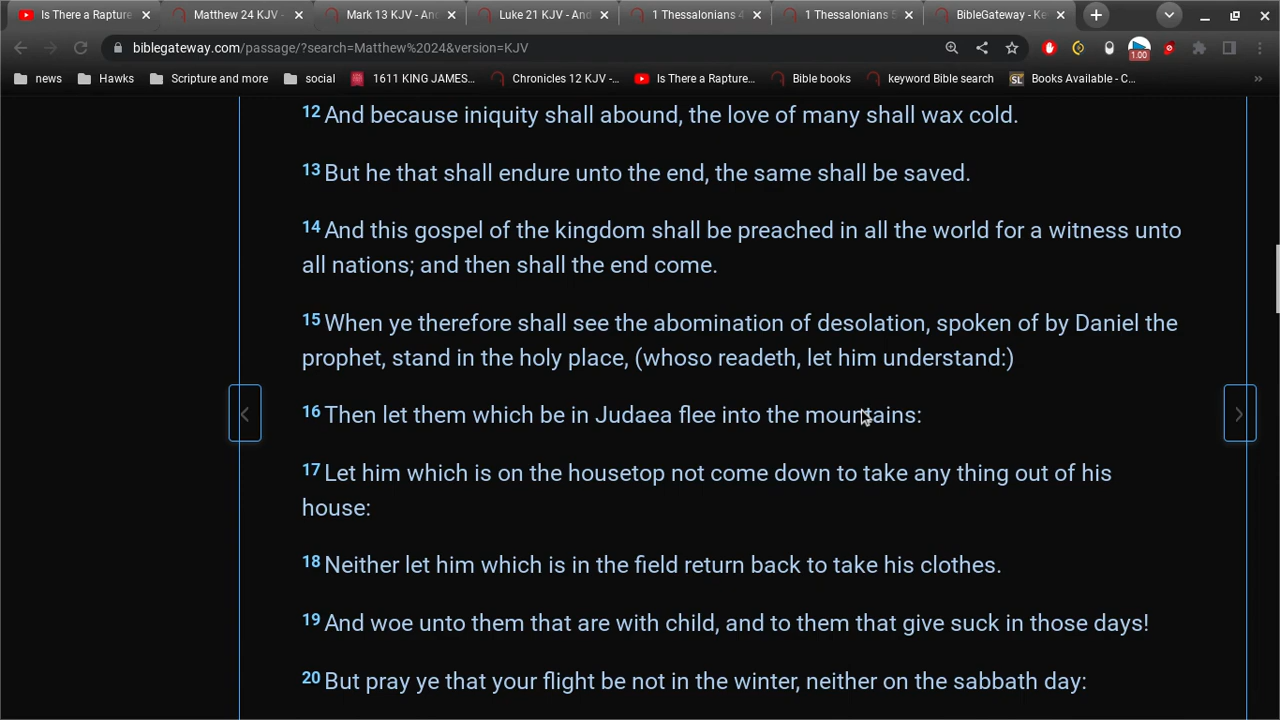 Is There a Rapture
Matthew 24 KJV -
Mark 13 KJV - And
Luke 21 KJV - And
1 Thessalonians 4
1 Thessalonians 5
BibleGateway - Ke
biblegateway.com/passage/?search=Matthew%2024&version=KJV
1.00
news
Hawks
Scripture and more
social
1611 KING JAMES...
Chronicles 12 KJV -...
Is There a Rapture...
Bible books
keyword Bible search
SL Books Available - C...
»
12 And because iniquity shall abound, the love of many shall wax cold.
13 But he that shall endure unto the end, the same shall be saved.
14 And this gospel of the kingdom shall be preached in all the world for a witness unto
all nations; and then shall the end come.
15 When ye therefore shall see the abomination of desolation, spoken of by Daniel the
prophet, stand in the holy place, (whoso readeth, let him understand:)
16 Then let them which be in Judaea flee into the mountains:
17 Let him which is on the housetop not come down to take any thing out of his
house:
18 Neither let him which is in the field return back to take his clothes.
19 And woe unto them that are with child, and to them that give suck in those days!
20 But pray ye that your flight be not in the winter, neither on the sabbath day: